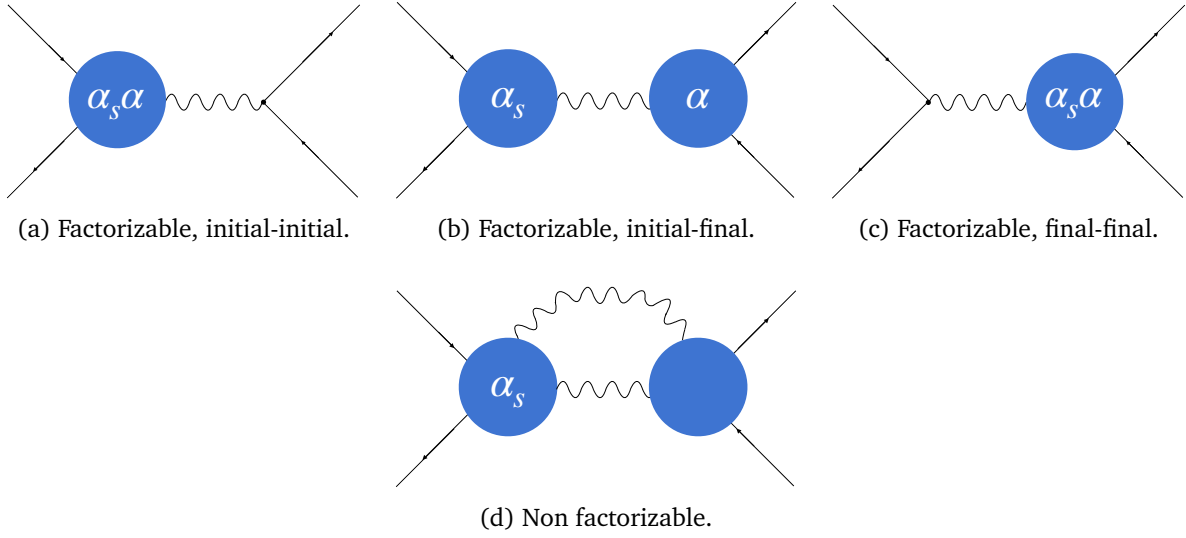 αₛα
αₛ α
αₛα
(a) Factorizable, initial-initial.
(b) Factorizable, initial-final.
(c) Factorizable, final-final.
αₛ
(d) Non factorizable.